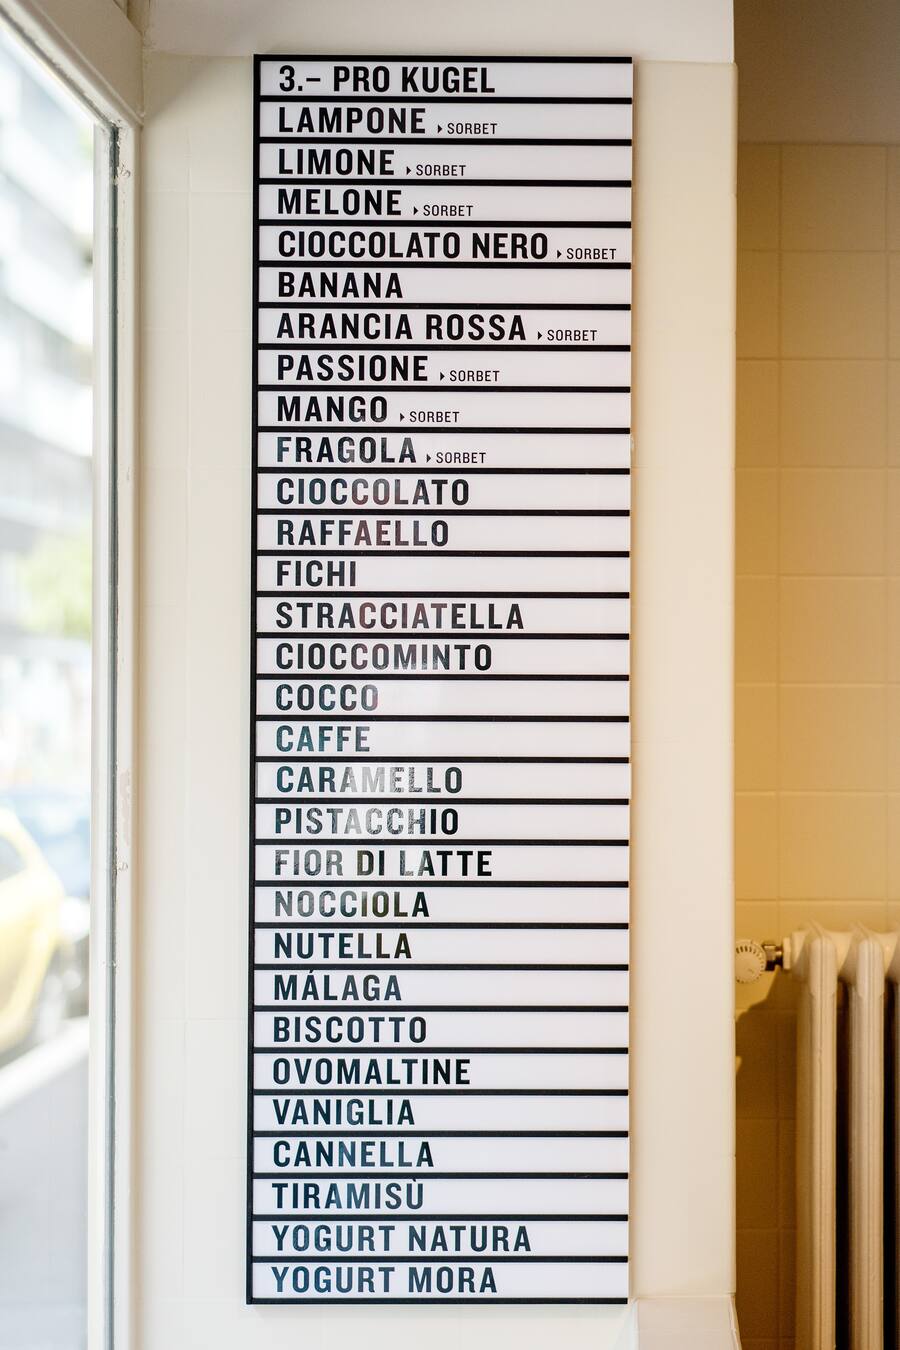 3.– PRO KUGEL
LAMPONE ▸SORBET
LIMONE ▸SORBET
MELONE ▸SORBET
CIOCCOLATO NERO ▸SORBET
BANANA
ARANCIA ROSSA ▸SORBET
PASSIONE ▸SORBET
MANGO ▸SORBET
FRAGOLA ▸SORBET
CIOCCOLATO
RAFFAELLO
FICHI
STRACCIATELLA
CIOCCOMINTO
COCCO
CAFFE
CARAMELLO
PISTACCHIO
FIOR DI LATTE
NOCCIOLA
NUTELLA
MÁLAGA
BISCOTTO
OVOMALTINE
VANIGLIA
CANNELLA
TIRAMISÙ
YOGURT NATURA
YOGURT MORA